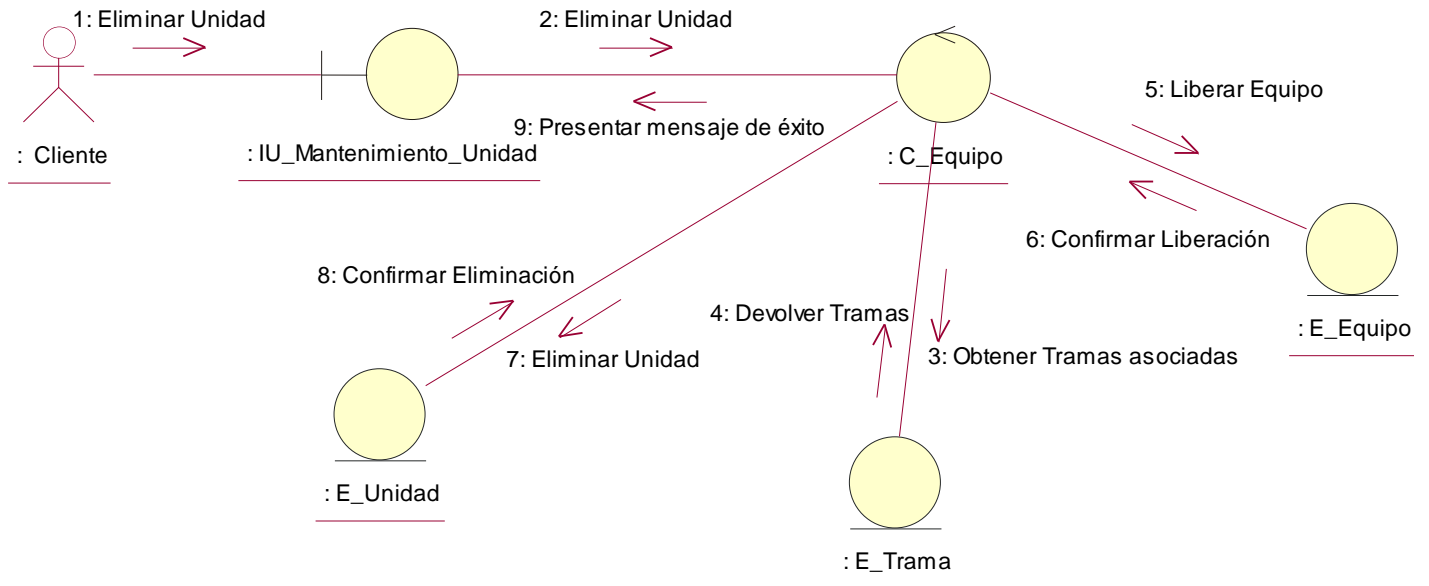 1: Eliminar Unidad
2: Eliminar Unidad
5: Liberar Equipo
9: Presentar mensaje de éxito
: Cliente
: IU_Mantenimiento_Unidad
: C_Equipo
6: Confirmar Liberación
8: Confirmar Eliminación
4: Devolver Tramas
: E_Equipo
7: Eliminar Unidad
3: Obtener Tramas asociadas
: E_Unidad
: E_Trama